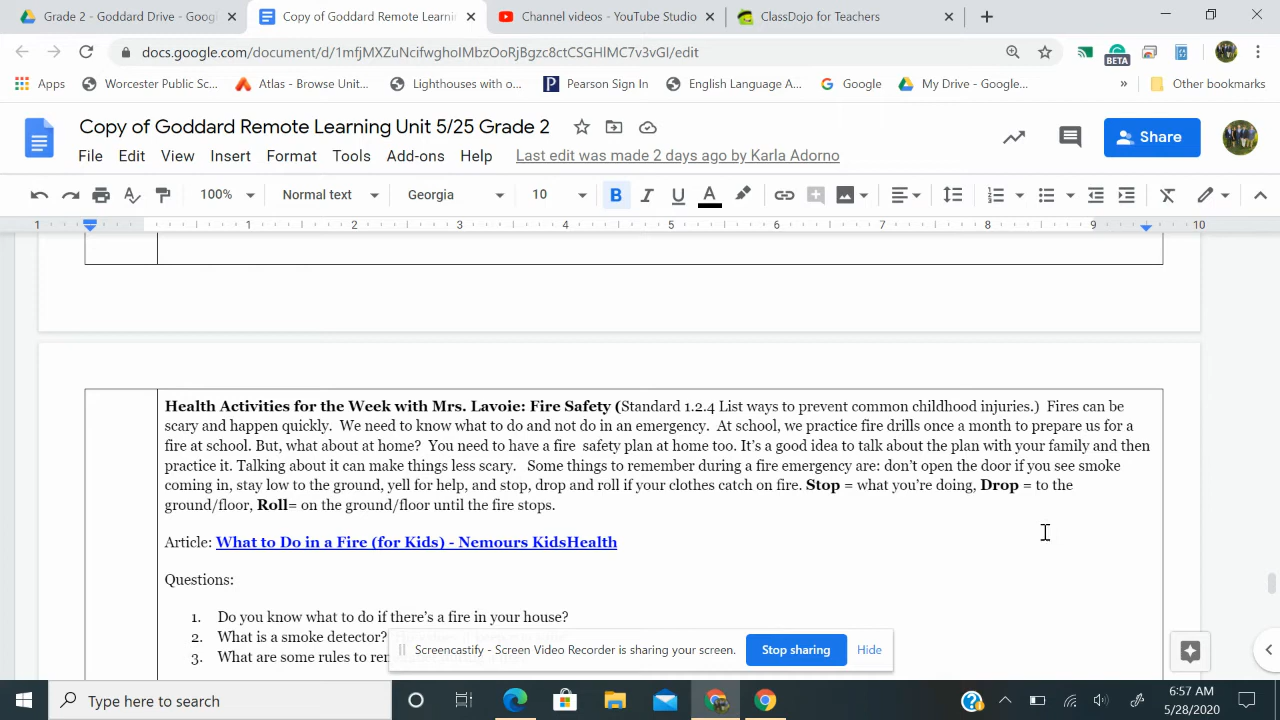 Grade 2 - Goddard Drive - Googl
Copy of Goddard Remote Learnin
Channel videos - YouTube Studio
ClassDojo for Teachers
docs.google.com/document/d/1mfjMXZuNcifwghoIMbzOoRjBgzc8ctCSGHlMC7v3vGI/edit
BETA
Apps
Worcester Public Sc...
Atlas - Browse Unit...
Lighthouses with o...
Pearson Sign In
English Language A...
Google
My Drive - Google...
»
Other bookmarks
Copy of Goddard Remote Learning Unit 5/25 Grade 2
Share
File Edit View Insert Format Tools Add-ons Help Last edit was made 2 days ago by Karla Adorno
100% Normal text Georgia 10 B I U A
1 1 2 3 4 5 6 7 8 9 10
Health Activities for the Week with Mrs. Lavoie: Fire Safety (Standard 1.2.4 List ways to prevent common childhood injuries.) Fires can be
scary and happen quickly. We need to know what to do and not do in an emergency. At school, we practice fire drills once a month to prepare us for a
fire at school. But, what about at home? You need to have a fire safety plan at home too. It's a good idea to talk about the plan with your family and then
practice it. Talking about it can make things less scary. Some things to remember during a fire emergency are: don't open the door if you see smoke
coming in, stay low to the ground, yell for help, and stop, drop and roll if your clothes catch on fire. Stop = what you're doing, Drop = to the
ground/floor, Roll= on the ground/floor until the fire stops.
Article: What to Do in a Fire (for Kids) - Nemours KidsHealth
Questions:
1. Do you know what to do if there's a fire in your house?
2. What is a smoke detector?
3. What are some rules to
Screencastify - Screen Video Recorder is sharing your screen.
Stop sharing
Hide
Type here to search
6:57 AM
5/28/2020